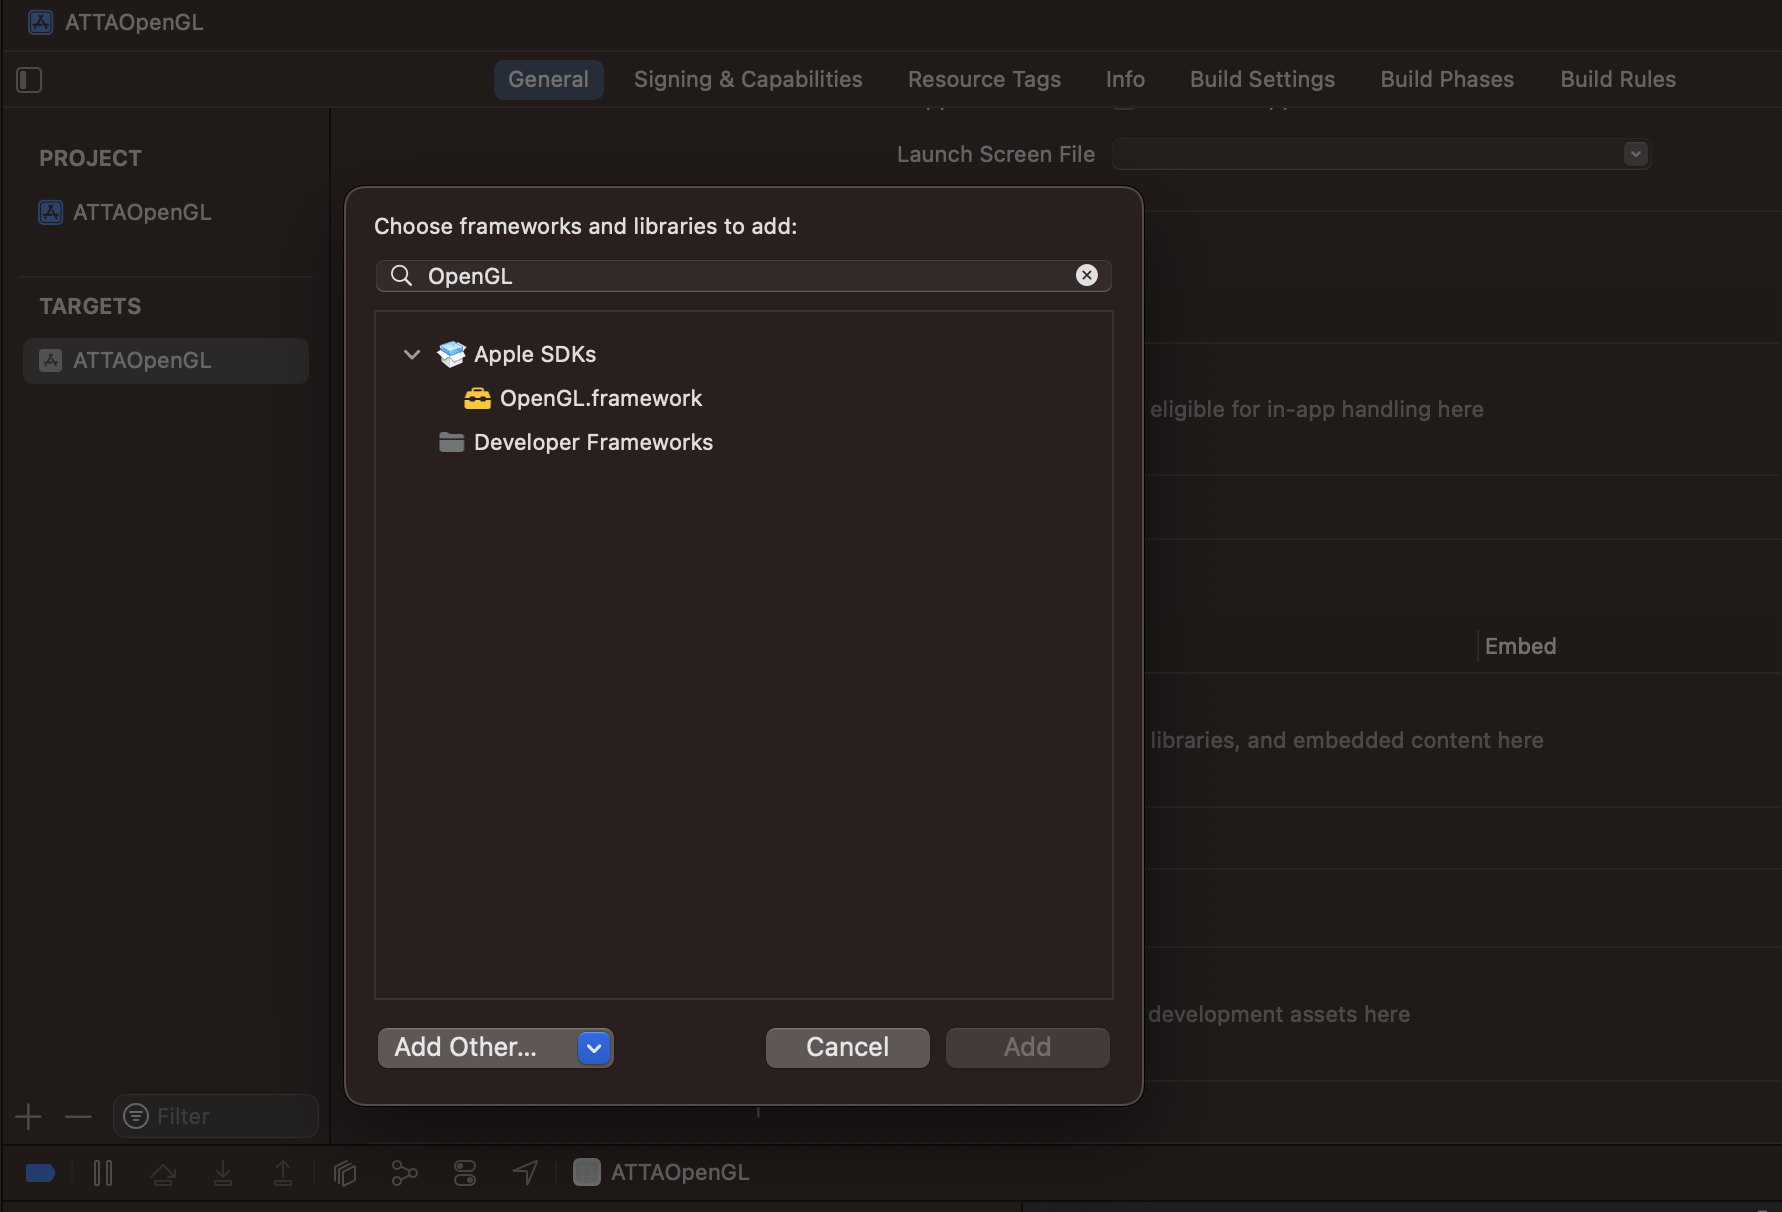 ATTAOpenGL
General Signing & Capabilities Resource Tags Info Build Settings Build Phases Build Rules
PROJECT
ATTAOpenGL
TARGETS
ATTAOpenGL
Launch Screen File
Choose frameworks and libraries to add:
OpenGL
Apple SDKs
OpenGL.framework
Developer Frameworks
eligible for in-app handling here
Embed
libraries, and embedded content here
development assets here
Add Other...
Cancel
Add
Filter
ATTAOpenGL